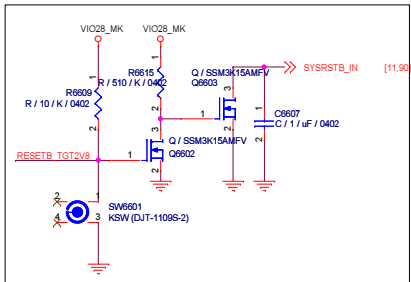 VIO28_MK
VIO28_MK
1
R6615
R / 510 / K / 0402
2
Q / SSM3K15AMFV
Q6603
SYSRSTB_IN
[11,90]
1
R6609
R / 10 / K / 0402
2
3
1
2
1
C6607
C / 1 / uF / 0402
2
RESETB_TGT2V8
1
3
Q / SSM3K15AMFV
Q6602
2
2
1
4
3
SW6601
KSW (DJT-1109S-2)